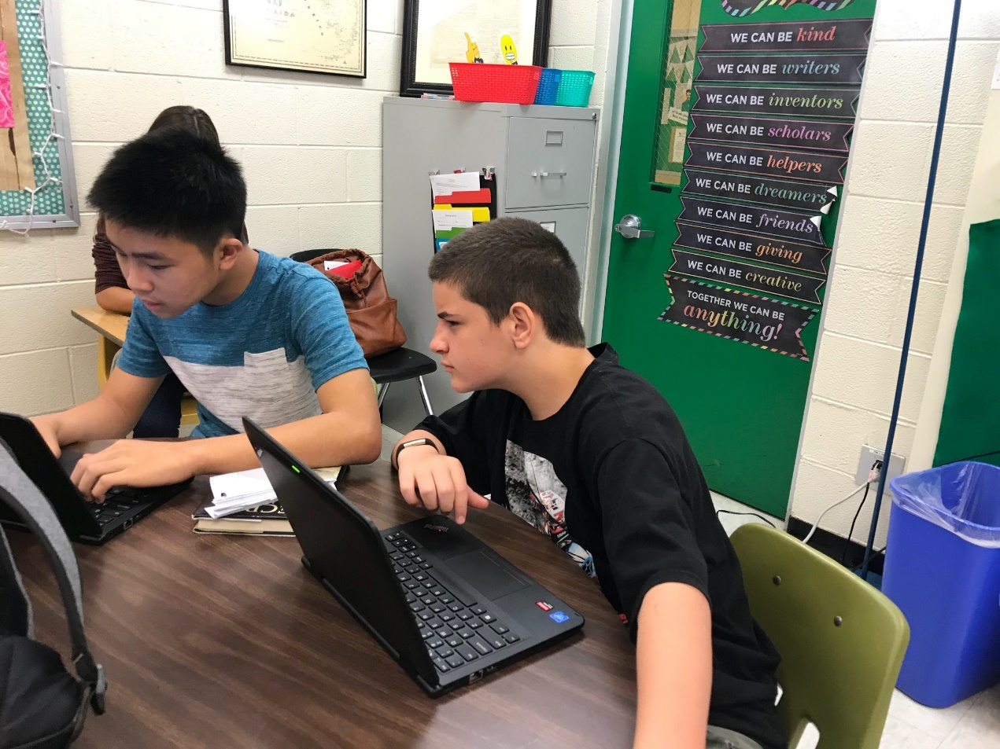 WE CAN BE kind
WE CAN BE writers
WE CAN BE inventors
WE CAN BE scholars
WE CAN BE helpers
WE CAN BE dreamers
WE CAN BE friends
WE CAN BE giving
WE CAN BE creative
TOGETHER WE CAN BE
anything!